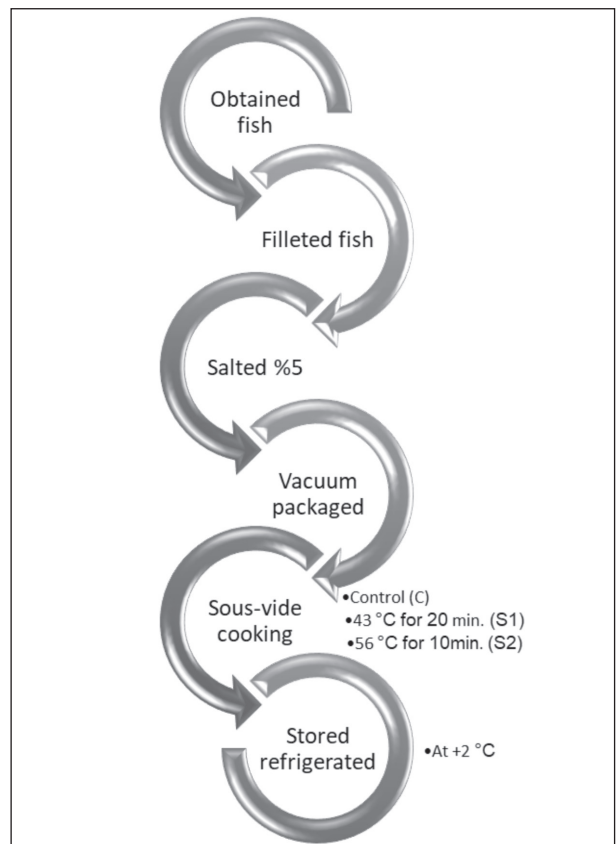 Obtained
fish
Filleted fish
Salted %5
Vacuum
packaged
Sous-vide
cooking
•Control (C)
•43 °C for 20 min. (S1)
•56 °C for 10min. (S2)
Stored
refrigerated
•At +2 °C